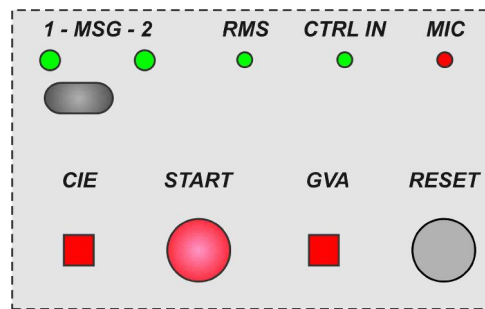 1 - MSG - 2 RMS CTRL IN MIC
CIE START GVA RESET